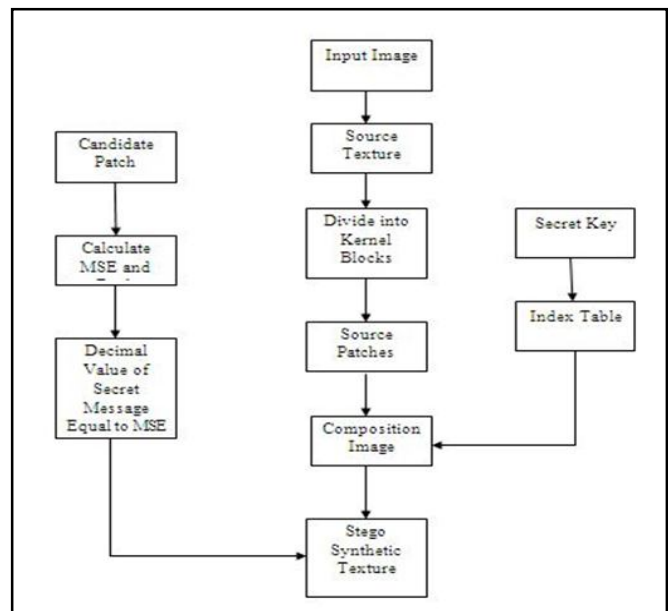 Input Image
Source
Texture
Divide into
Kernel
Blocks
Source
Patches
Composition
Image
Stego
Synthetic
Texture
Candidate
Patch
Calculate
MSE and
Decimal
Value of
Secret
Message
Equal to MSE
Secret Key
Index Table